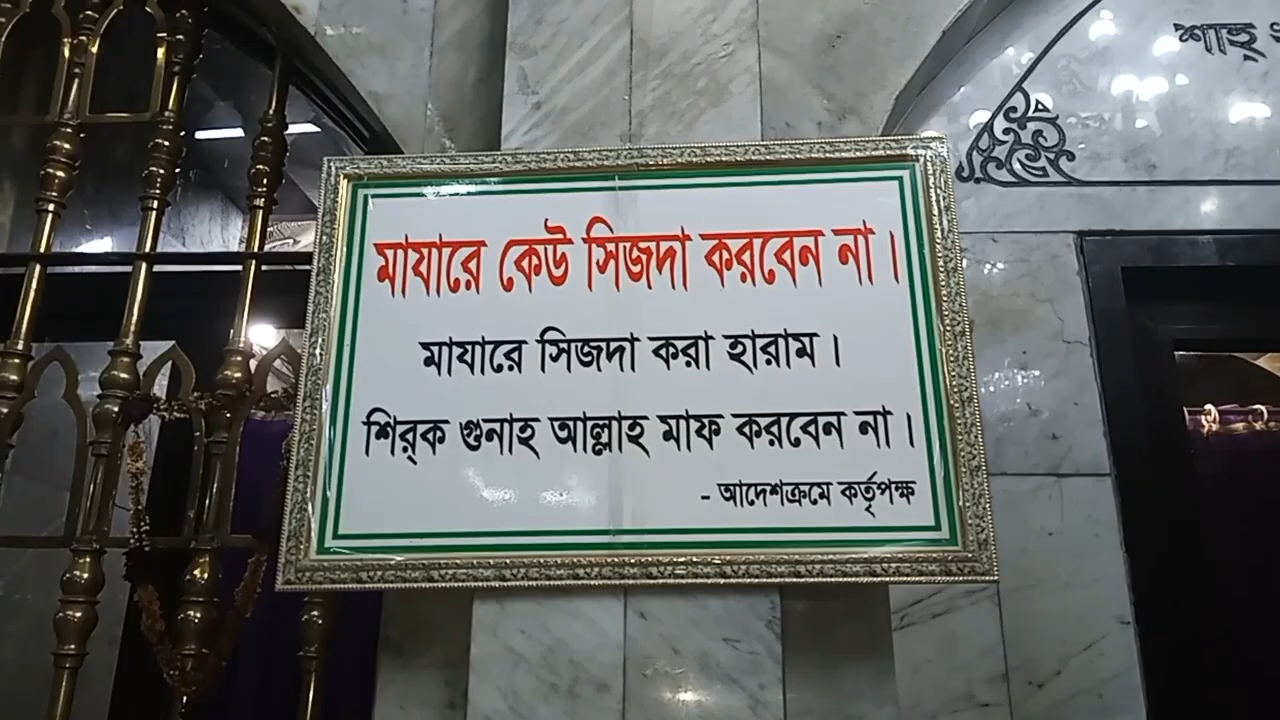 শাহ্
মাযারে কেউ সিজদা করবেন না।
মাযারে সিজদা করা হারাম।
শির্‌ক গুনাহ আল্লাহ মাফ করবেন না।
- আদেশক্রমে কর্তৃপক্ষ